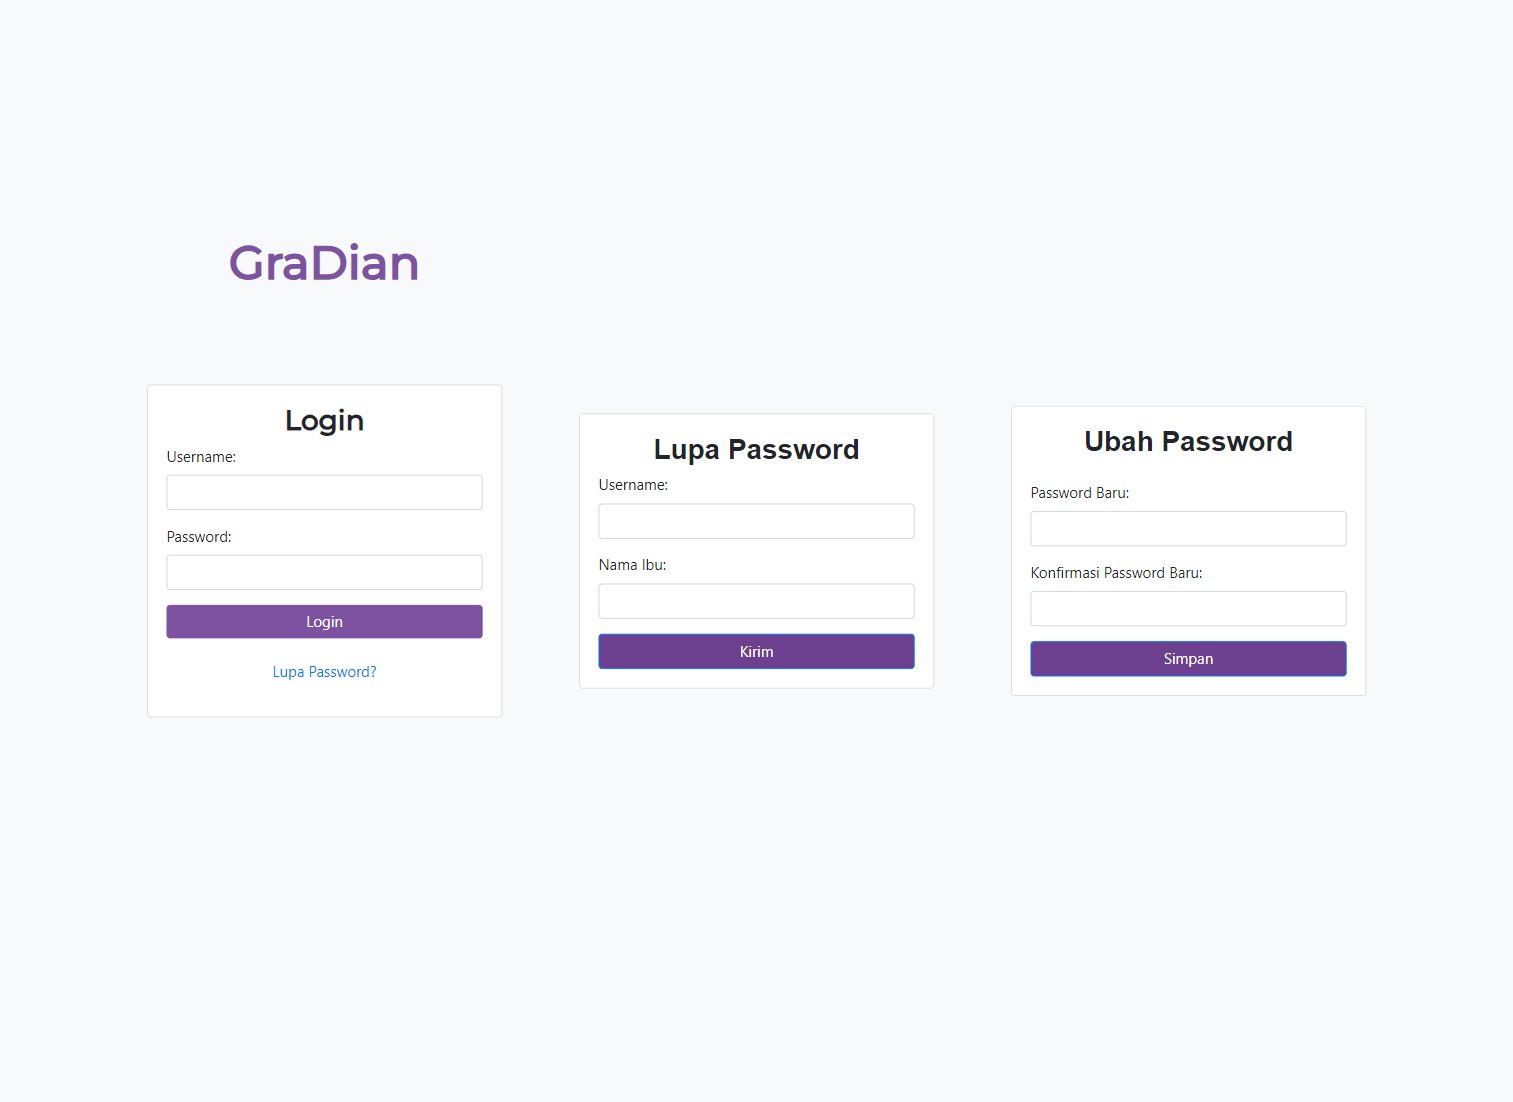 GraDian
Login
Username:
Password:
Login
Lupa Password?
Lupa Password
Username:
Nama Ibu:
Kirim
Ubah Password
Password Baru:
Konfirmasi Password Baru:
Simpan